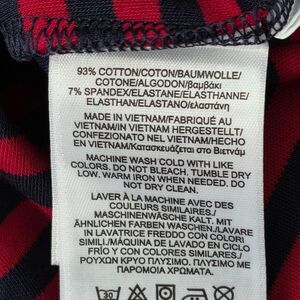 93% COTTON/COTON/BAUMWOLLE/
COTONE/ALGODON/βαμβάκι
7% SPANDEX/ELASTANE/ELASTHANNE/
ELASTHAN/ELASTANO/ελαστάνη
MADE IN VIETNAM/FABRIQUÉ AU
VIETNAM/IN VIETNAM HERGESTELLT/
CONFEZIONATO NEL VIETNAM/HECHO
EN VIETNAM/Κατασκευάζεται στο Βιετνάμ
MACHINE WASH COLD WITH LIKE
COLORS. DO NOT BLEACH. TUMBLE DRY
LOW. WARM IRON WHEN NEEDED. DO
NOT DRY CLEAN.
LAVER À LA MACHINE AVEC DES
COULEURS SIMILAIRES./
MASCHINENWÄSCHE KALT. MIT
ÄHNLICHEN FARBEN WASCHEN./LAVARE
IN LAVATRICE FREDDO CON COLORI
SIMILI./MÁQUINA DE LAVADO EN CICLO
FRÍO Y CON COLORES SIMILARES./
ΡΟΥΧΩΝ ΚΡΥΟ ΠΛΥΣΙΜΟ. ΠΛΥΣΙΜΟ ΜΕ
ΠΑΡΟΜΟΙΑ ΧΡΩΜΑΤΑ.
30